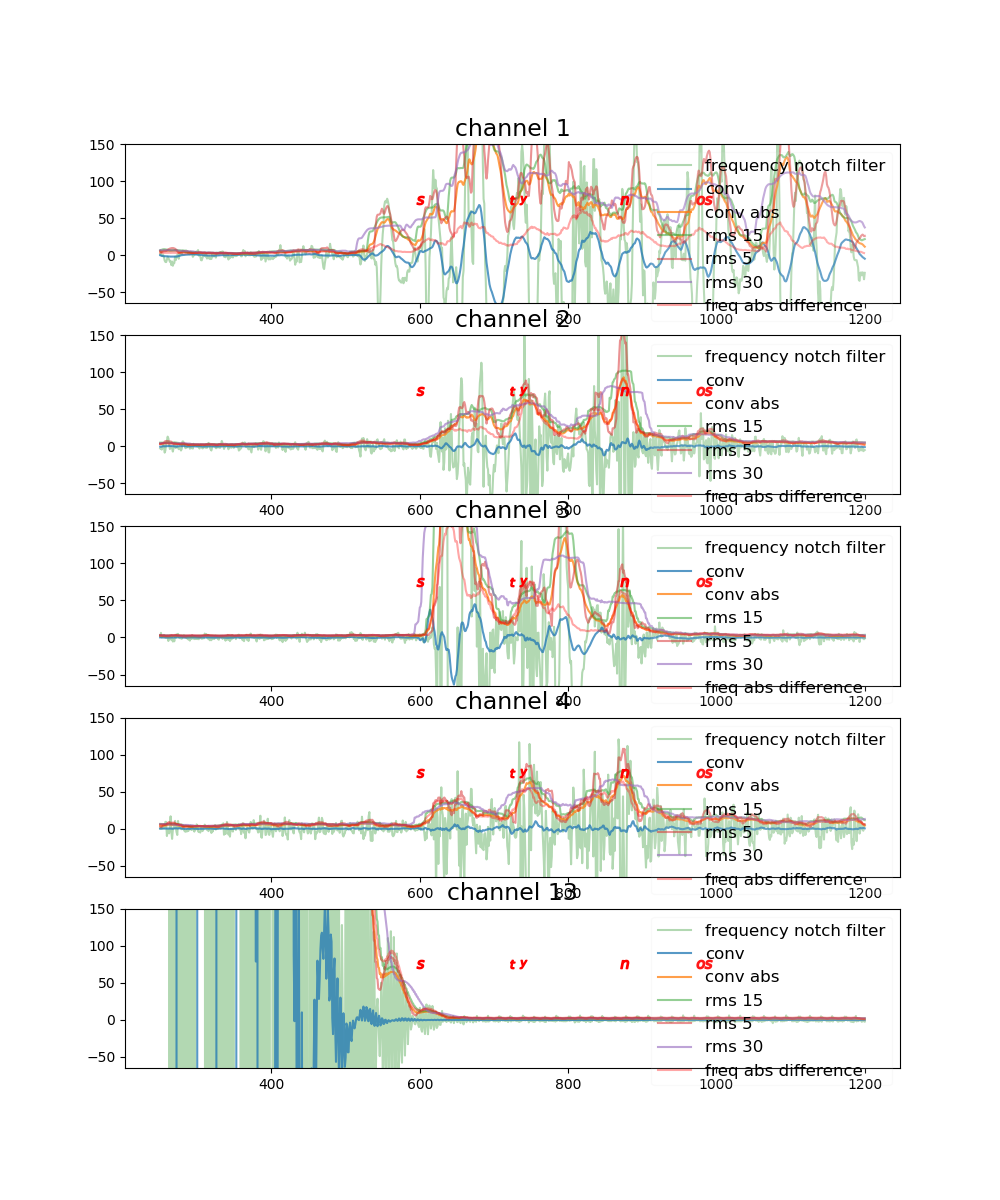 channel 1
150
100
50
0
−50
s
t y
n
os
frequency notch filter
conv
conv abs
rms 15
rms 5
rms 30
freq abs difference
400
600
800
1000
1200
channel 2
150
100
50
0
−50
s
t y
n
os
frequency notch filter
conv
conv abs
rms 15
rms 5
rms 30
freq abs difference
400
600
800
1000
1200
channel 3
150
100
50
0
−50
s
t y
n
os
frequency notch filter
conv
conv abs
rms 15
rms 5
rms 30
freq abs difference
400
600
800
1000
1200
channel 4
150
100
50
0
−50
s
t y
n
os
frequency notch filter
conv
conv abs
rms 15
rms 5
rms 30
freq abs difference
400
600
800
1000
1200
channel 13
150
100
50
0
−50
s
t y
n
os
frequency notch filter
conv
conv abs
rms 15
rms 5
rms 30
freq abs difference
400
600
800
1000
1200